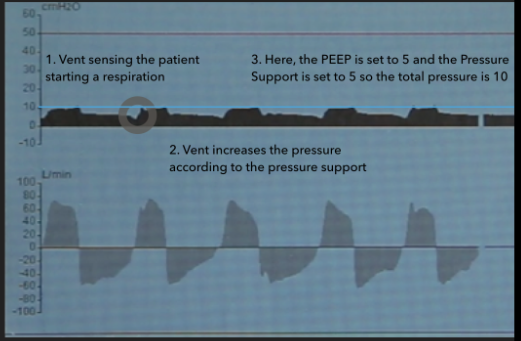 cmH2O
60
50
40
30
20
10
0
-10
1. Vent sensing the patient
starting a respiration
3. Here, the PEEP is set to 5 and the Pressure
Support is set to 5 so the total pressure is 10
2. Vent increases the pressure
according to the pressure support
L/min
100
80
60
40
20
0
-20
-40
-60
-80
-100